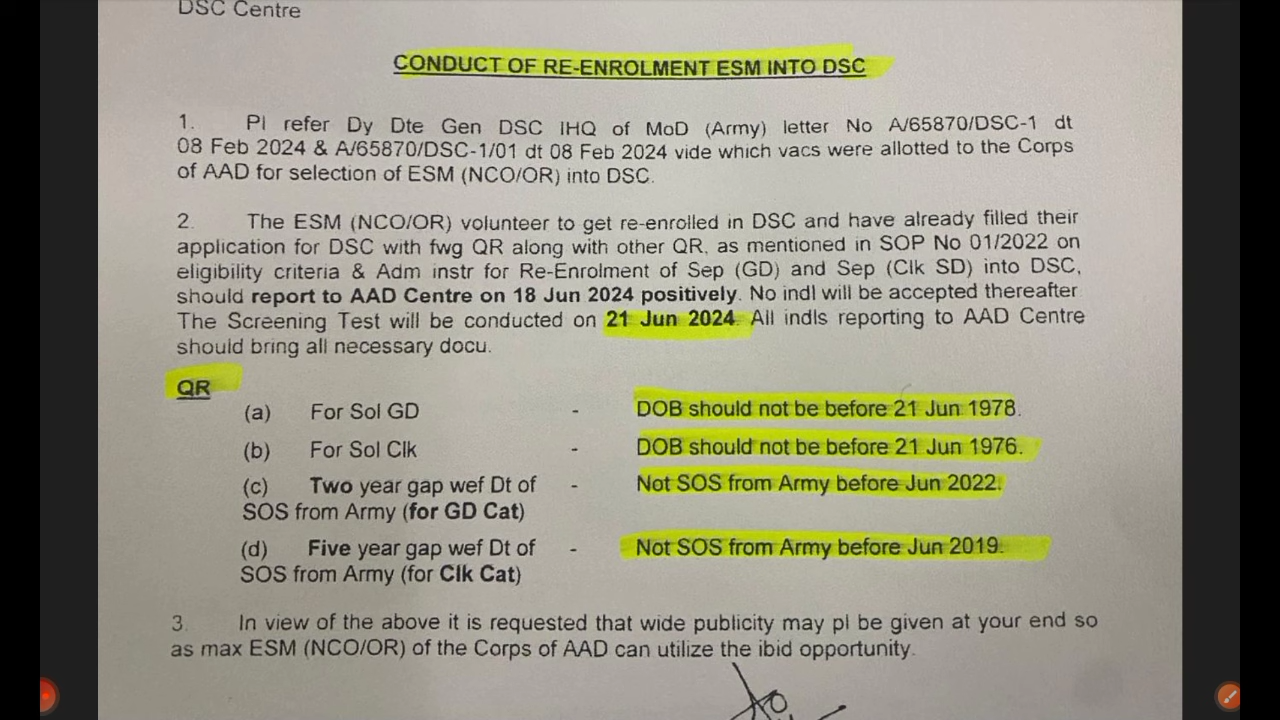 DSC Centre
CONDUCT OF RE-ENROLMENT ESM INTO DSC
1. Pl refer Dy Dte Gen DSC IHQ of MoD (Army) letter No A/65870/DSC-1 dt
08 Feb 2024 & A/65870/DSC-1/01 dt 08 Feb 2024 vide which vacs were allotted to the Corps
of AAD for selection of ESM (NCO/OR) into DSC.
2. The ESM (NCO/OR) volunteer to get re-enrolled in DSC and have already filled their
application for DSC with fwg QR along with other QR, as mentioned in SOP No 01/2022 on
eligibility criteria & Adm instr for Re-Enrolment of Sep (GD) and Sep (Clk SD) into DSC,
should report to AAD Centre on 18 Jun 2024 positively. No indl will be accepted thereafter
The Screening Test will be conducted on 21 Jun 2024. All indls reporting to AAD Centre
should bring all necessary docu.
QR
(a) For Sol GD - DOB should not be before 21 Jun 1978.
(b) For Sol Clk - DOB should not be before 21 Jun 1976.
(c) Two year gap wef Dt of - Not SOS from Army before Jun 2022.
SOS from Army (for GD Cat)
(d) Five year gap wef Dt of - Not SOS from Army before Jun 2019.
SOS from Army (for Clk Cat)
3. In view of the above it is requested that wide publicity may pl be given at your end so
as max ESM (NCO/OR) of the Corps of AAD can utilize the ibid opportunity.